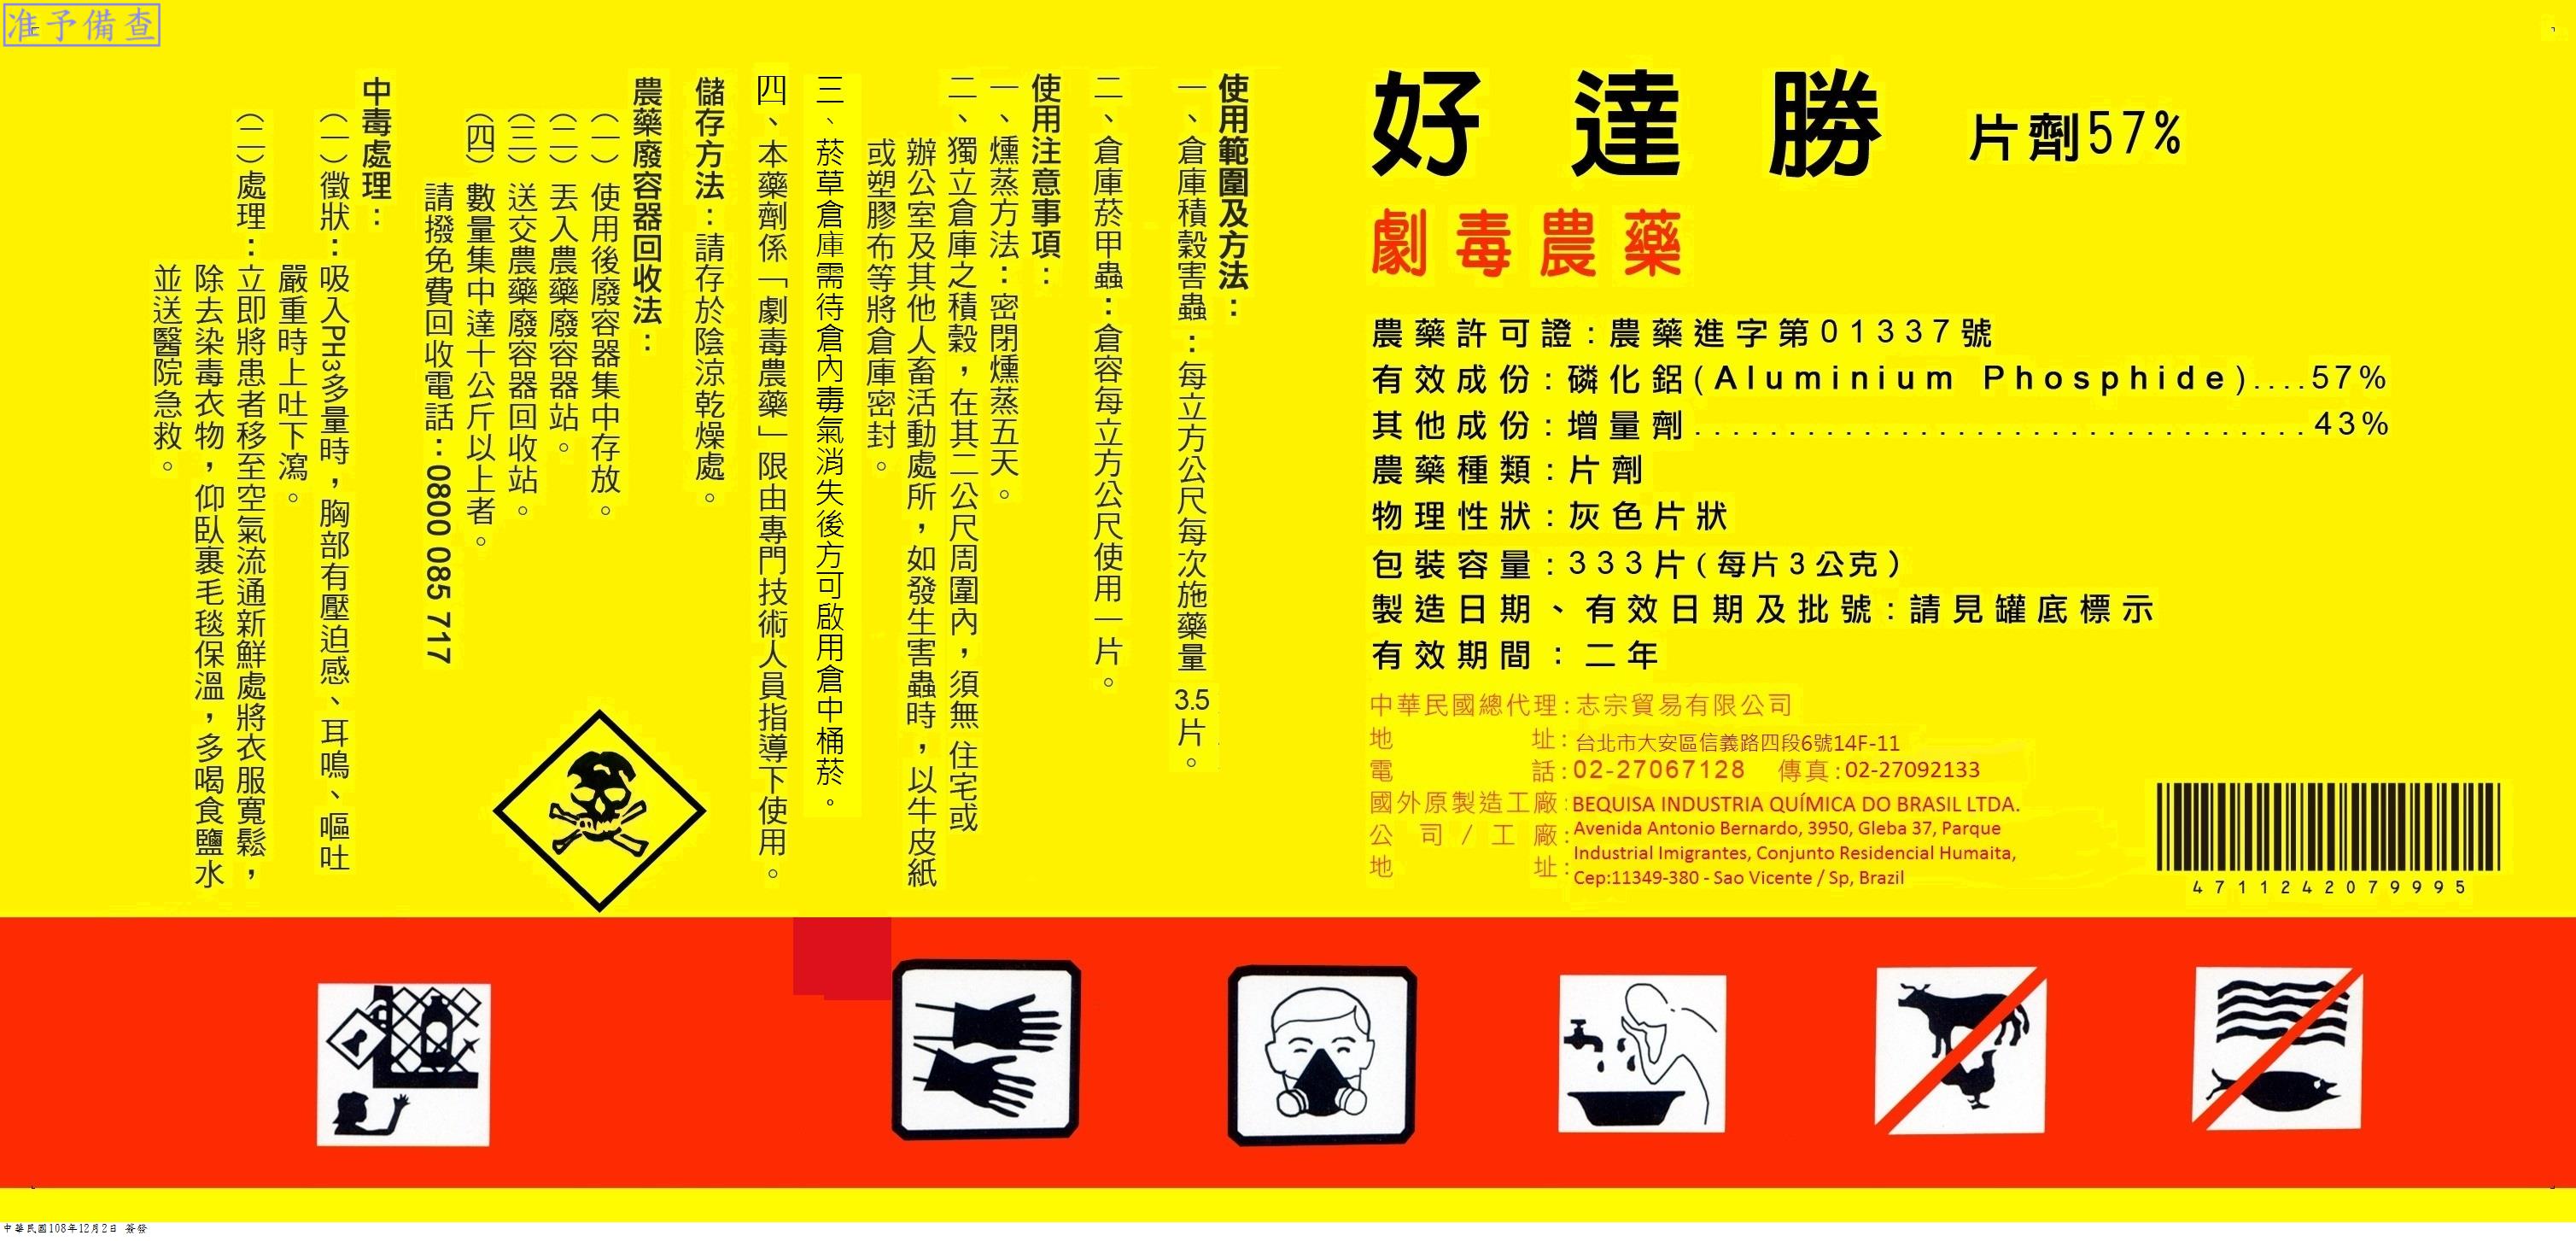 准予備查
好達勝 片劑57%
劇毒農藥
農藥許可證:農藥進字第01337號
有效成份:磷化鋁(Aluminium Phosphide)....57%
其他成份:增量劑................................43%
農藥種類:片劑
物理性狀:灰色片狀
包裝容量:333片(每片3公克)
製造日期、有效日期及批號:請見罐底標示
有效期間:二年
中華民國總代理:志宗貿易有限公司
地址:台北市大安區信義路四段6號14F-11
電話:02-27067128 傳真:02-27092133
國外原製造工廠:BEQUISA INDUSTRIA QUÍMICA DO BRASIL LTDA.
公司/工廠:Avenida Antonio Bernardo, 3950, Gleba 37, Parque
Industrial Imigrantes, Conjunto Residencial Humaita,
地址:Cep:11349-380 - Sao Vicente / Sp, Brazil
4711242079995
使用範圍及方法:
一、倉庫積穀害蟲:每立方公尺每次施藥量3.5片。
二、倉庫菸甲蟲:倉容每立方公尺使用一片。
使用注意事項:
一、燻蒸方法:密閉燻蒸五天。
二、獨立倉庫之積穀,在其二公尺周圍內,須無住宅或
辦公室及其他人畜活動處所,如發生害蟲時,以牛皮紙
或塑膠布等將倉庫密封。
三、菸草倉庫需待倉內毒氣消失後方可啟用倉中桶菸。
四、本藥劑係「劇毒農藥」限由專門技術人員指導下使用。
儲存方法:請存於陰涼乾燥處。
農藥廢容器回收法:
(一)使用後廢容器集中存放。
(二)丟入農藥廢容器站。
(三)送交農藥廢容器回收站。
(四)數量集中達十公斤以上者。
請撥免費回收電話:0800 085 717
中毒處理:
(一)徵狀:吸入PH3多量時,胸部有壓迫感、耳鳴、嘔吐
嚴重時上吐下瀉。
(二)處理:立即將患者移至空氣流通新鮮處將衣服寬鬆,
除去染毒衣物,仰臥裹毛毯保溫,多喝食鹽水
並送醫院急救。
中華民國108年12月2日 簽發